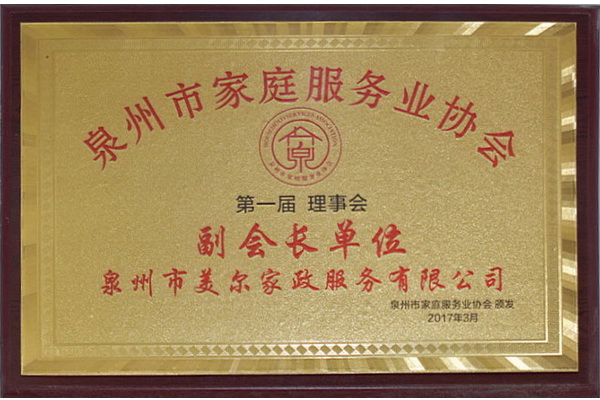 泉州市家庭服务业协会
第一届 理事会
副会长单位
泉州市美尔家政服务有限公司
泉州市家庭服务业协会 颁发
2017年3月